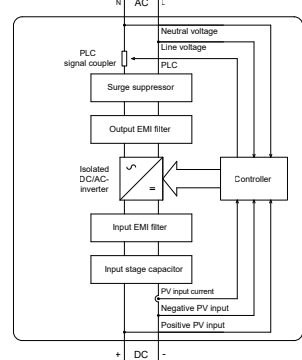 N AC L
Neutral voltage
Line voltage
PLC
signal coupler
PLC
Surge suppressor
Output EMI filter
Isolated
DC/AC-
inverter
Controller
Input EMI filter
Input stage capacitor
PV input current
Negative PV input
Positive PV input
+ DC -